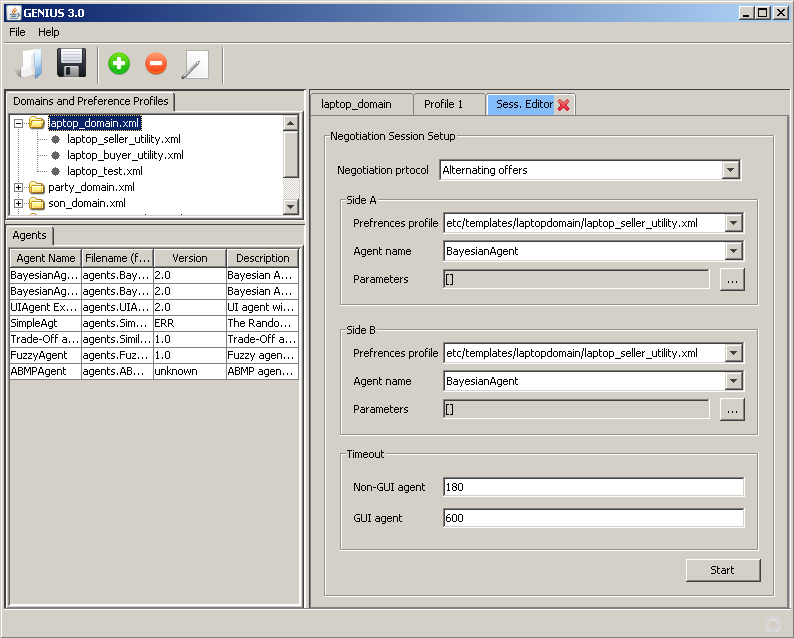 GENIUS 3.0
File Help
Domains and Preference Profiles
laptop_domain.xml
laptop_seller_utility.xml
laptop_buyer_utility.xml
laptop_test.xml
party_domain.xml
son_domain.xml
Agents
Agent Name Filename (f... Version Description
BayesianAg... agents.Bay... 2.0 Bayesian A...
BayesianAg... agents.Bay... 2.0 Bayesian A...
UIAgent Ex... agents.UIA... 2.0 UI agent wi...
SimpleAgt agents.Sim... ERR The Rando...
Trade-Off a... agents.Simil... 1.0 Trade-Off a...
FuzzyAgent agents.Fuz... 1.0 Fuzzy agen...
ABMPAgent agents.AB... unknown ABMP agen...
laptop_domain Profile 1 Sess. Editor
Negotiation Session Setup
Negotiation prtocol Alternating offers
Side A
Prefrences profile etc/templates/laptopdomain/laptop_seller_utility.xml
Agent name BayesianAgent
Parameters [] ...
Side B
Prefrences profile etc/templates/laptopdomain/laptop_seller_utility.xml
Agent name BayesianAgent
Parameters [] ...
Timeout
Non-GUI agent 180
GUI agent 600
Start